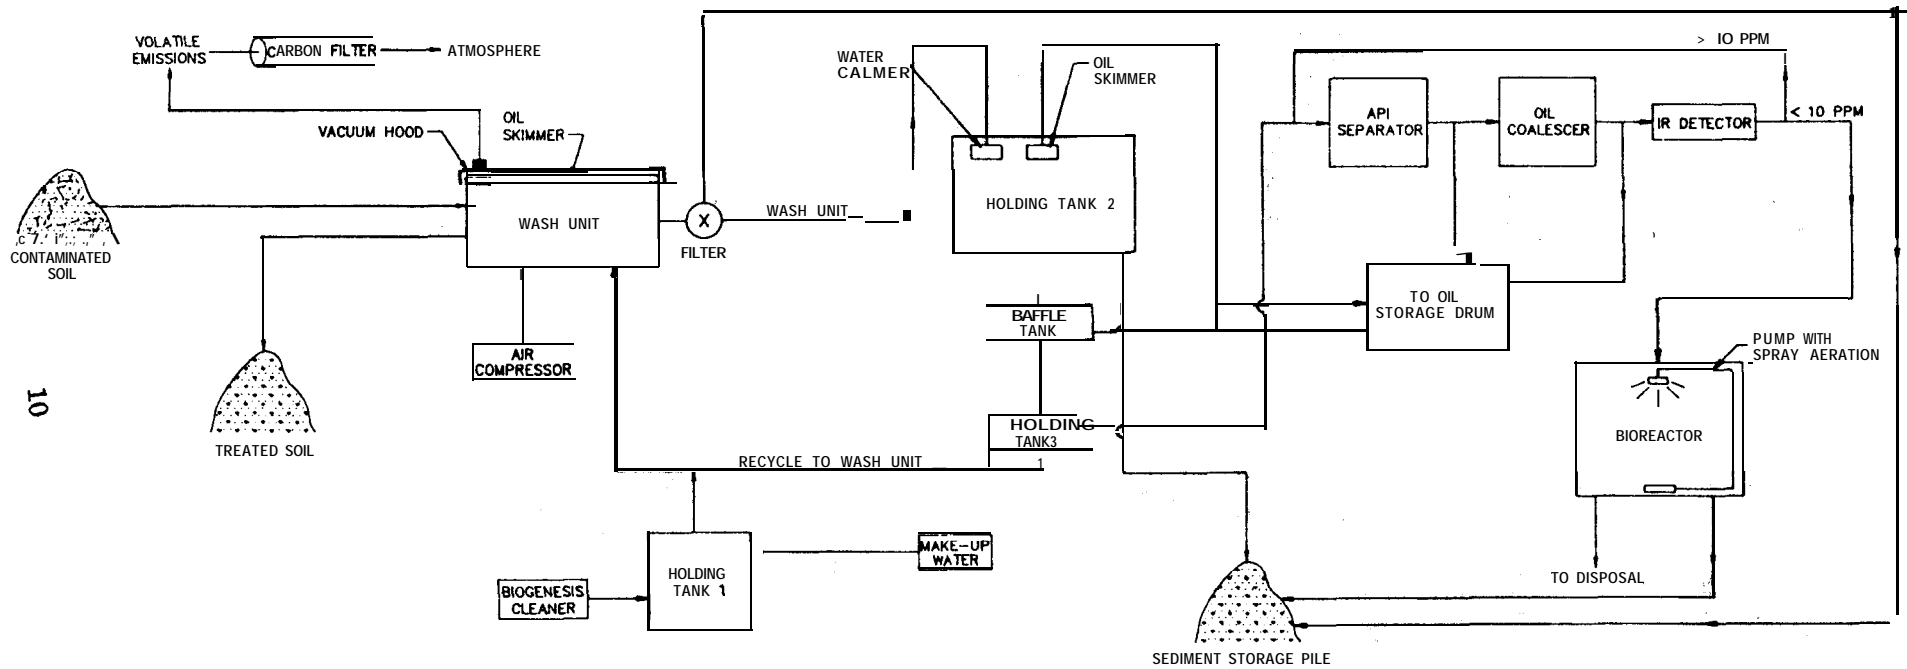 VOLATILE
EMISSIONS
CARBON FILTER
ATMOSPHERE
VACUUM HOOD
OIL
SKIMMER
CONTAMINATED
SOIL
WASH UNIT
X
FILTER
WASH UNIT
AIR
COMPRESSOR
TREATED SOIL
10
WATER
CALMER
OIL
SKIMMER
HOLDING TANK 2
BAFFLE
TANK
HOLDING
TANK3
RECYCLE TO WASH UNIT
HOLDING
TANK 1
BIOGENESIS
CLEANER
MAKE-UP
WATER
> IO PPM
API
SEPARATOR
OIL
COALESCER
IR DETECTOR
< 10 PPM
TO OIL
STORAGE DRUM
PUMP WITH
SPRAY AERATION
BIOREACTOR
TO DISPOSAL
SEDIMENT STORAGE PILE